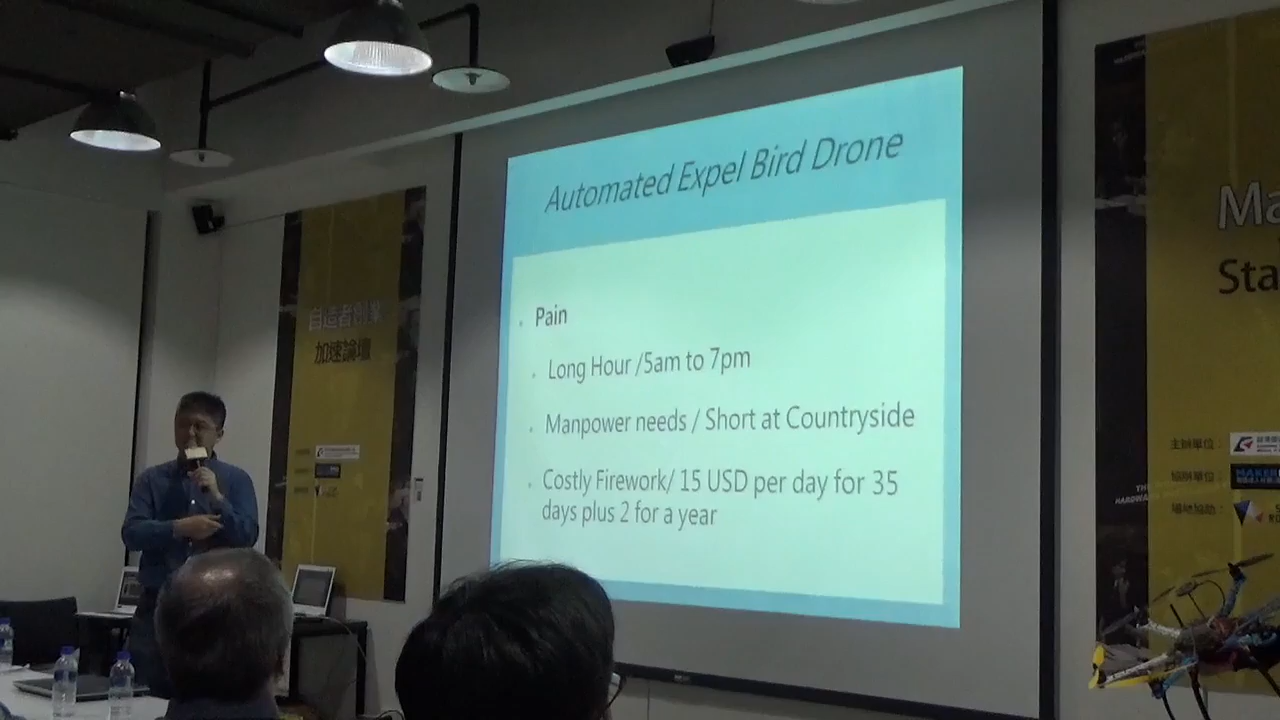 Automated Expel Bird Drone
Pain
Long Hour /5am to 7pm
Manpower needs / Short at Countryside
Costly Firework/ 15 USD per day for 35
days plus 2 for a year
自造者創業
加速論壇
Ma
Sta
主辦單位:
協辦單位:
場地協助:
MAKER
HARDWARE